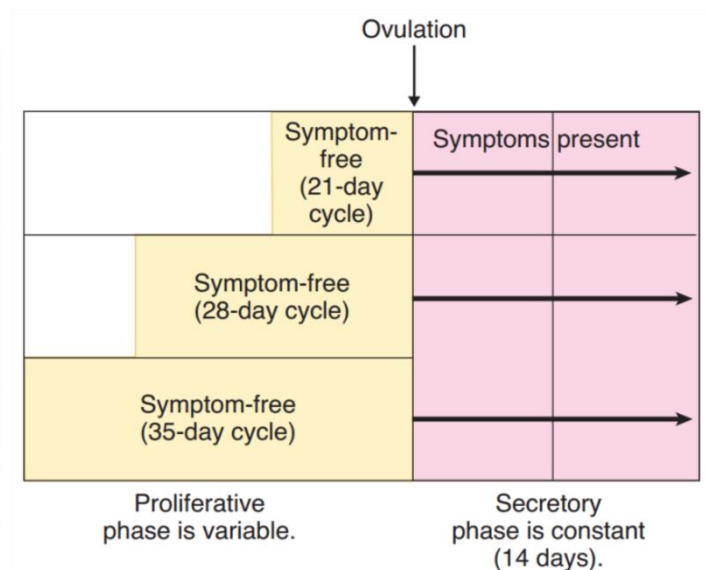 Ovulation
Symptom-
free
(21-day
cycle)
Symptoms present
Symptom-free
(28-day cycle)
Symptom-free
(35-day cycle)
Proliferative
phase is variable.
Secretory
phase is constant
(14 days).